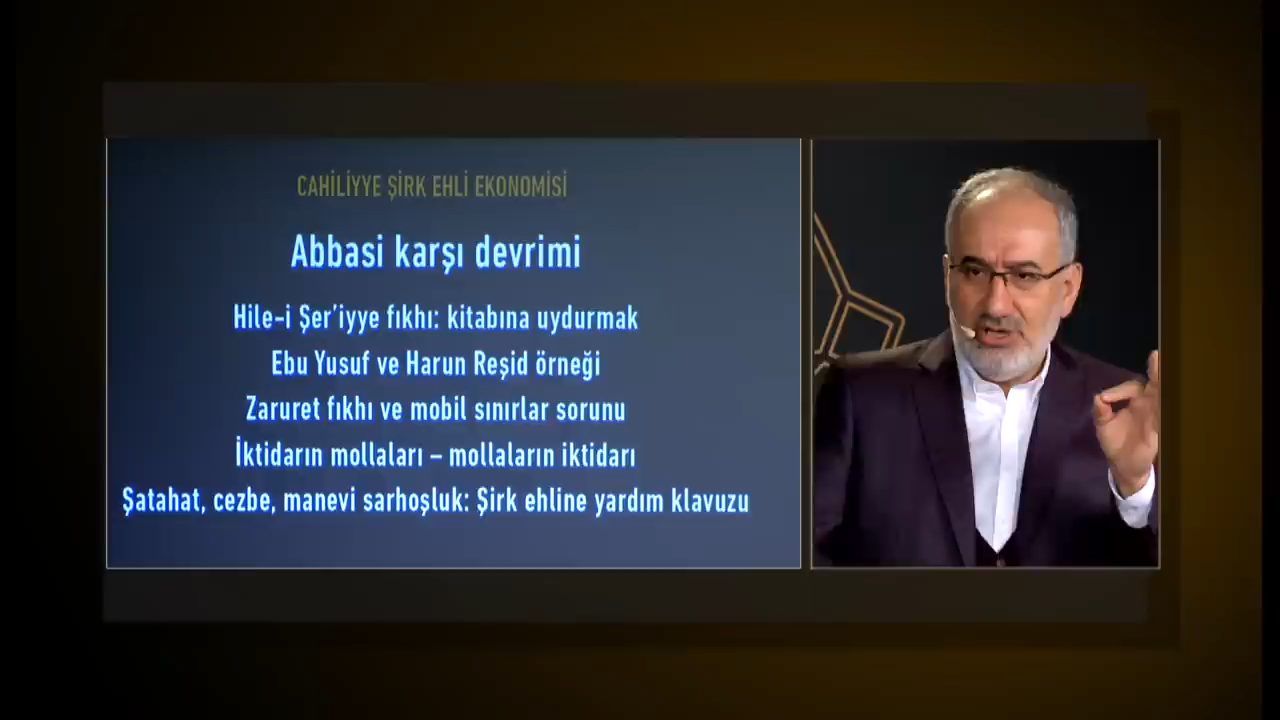 CAHİLİYYE ŞİRK EHLİ EKONOMİSİ
Abbasi karşı devrimi
Hile-i Şer'iyye fıkhı: kitabına uydurmak
Ebu Yusuf ve Harun Reşid örneği
Zaruret fıkhı ve mobil sınırlar sorunu
İktidarın mollaları – mollaların iktidarı
Şatahat, cezbe, manevi sarhoşluk: Şirk ehline yardım klavuzu